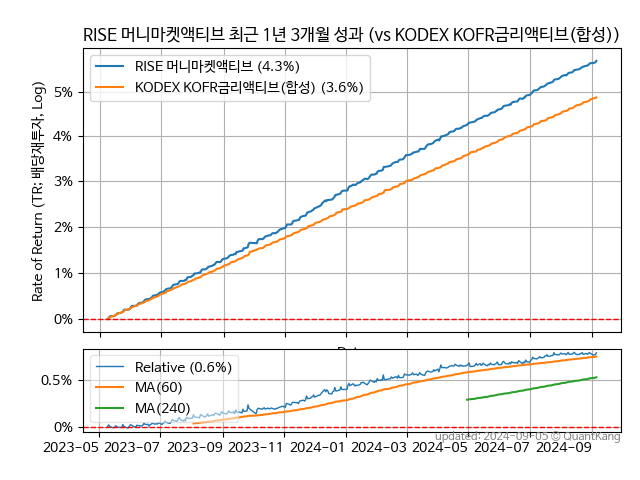 RISE 머니마켓액티브 최근 1년 3개월 성과 (vs KODEX KOFR금리액티브(합성))
RISE 머니마켓액티브 (4.3%)
KODEX KOFR금리액티브(합성) (3.6%)
Rate of Return (TR; 배당재투자, Log)
5%
4%
3%
2%
1%
0%
Relative (0.6%)
MA(60)
MA(240)
0.5%
0%
2023-05 2023-07 2023-09 2023-11 2024-01 2024-03 2024-05 2024-07 2024-09
updated: 2024-09-05 © QuantKang